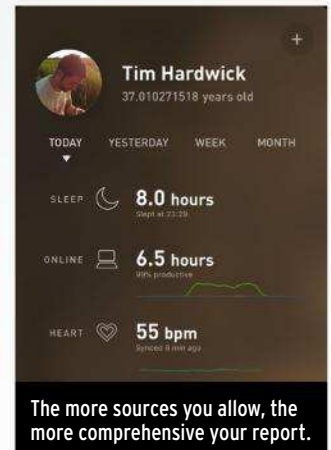 +
Tim Hardwick
37.010271518 years old
TODAY YESTERDAY WEEK MONTH
SLEEP 8.0 hours
Slept at 23:29
ONLINE 6.5 hours
99% productive
HEART 55 bpm
Synced 8 min ago
The more sources you allow, the
more comprehensive your report.